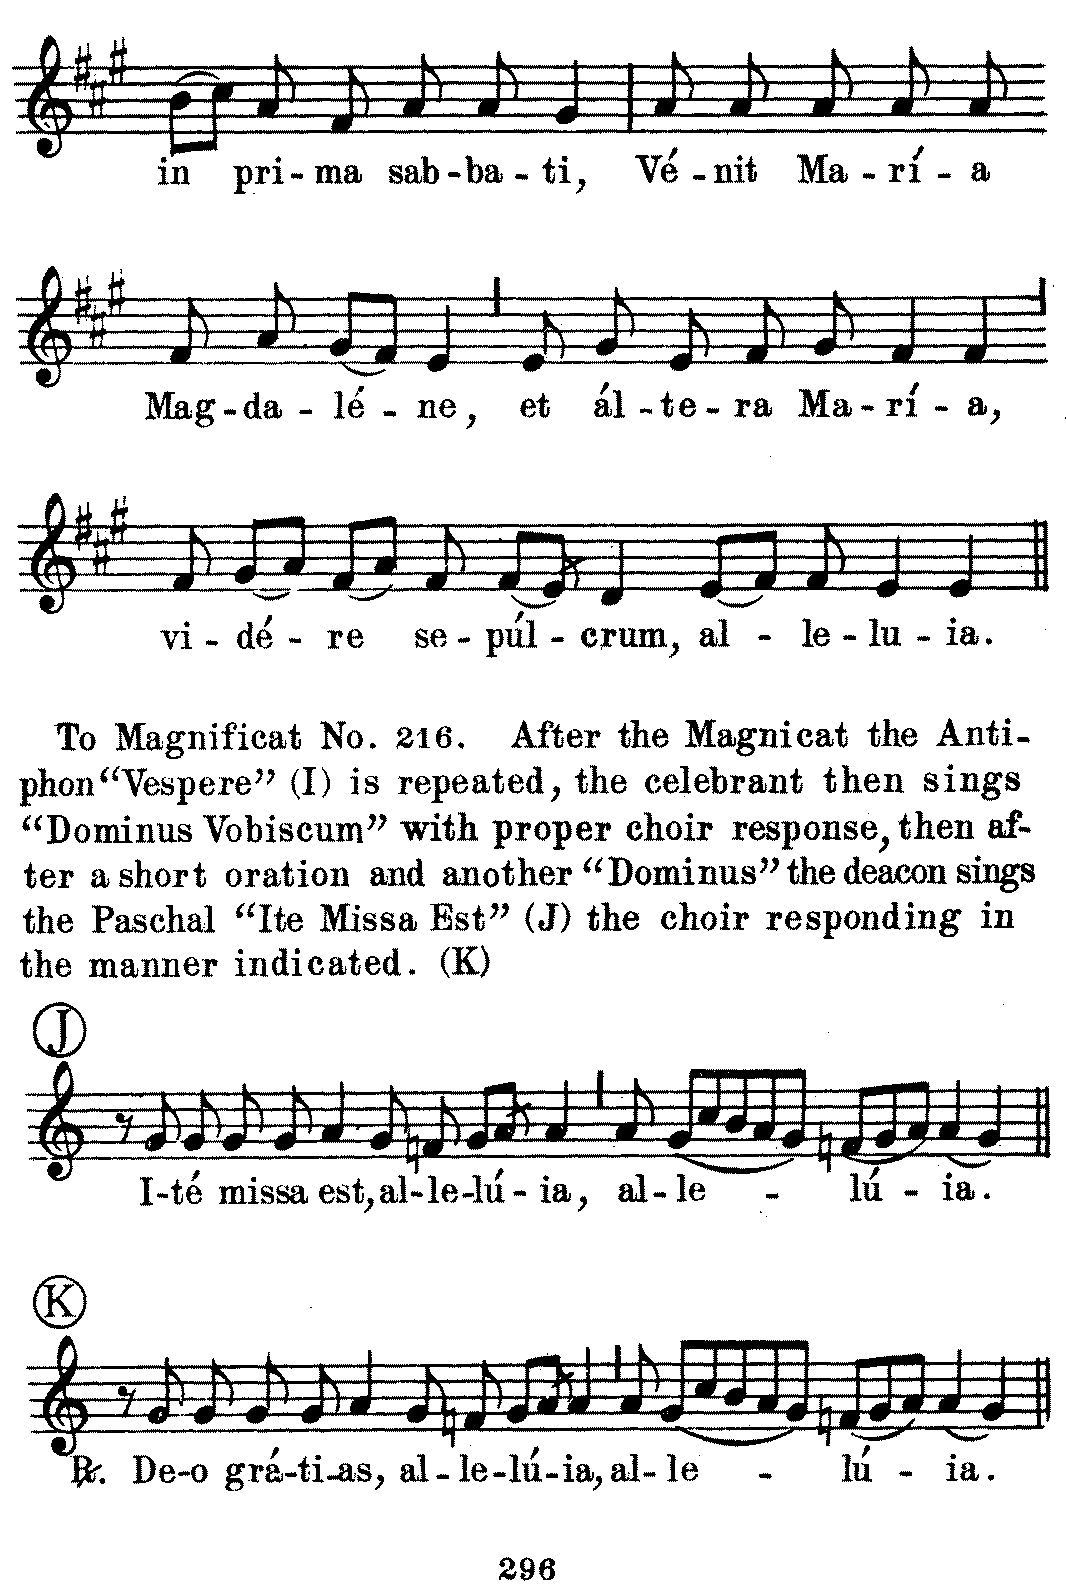 in pri-ma sab-ba-ti, Vé-nit Ma-rí-a
Mag-da-lé-ne, et ál-te-ra Ma-rí-a,
vi-dé-re se-púl-crum, al-le-lu-ia.
To Magnificat No. 216. After the Magnicat the Anti-
phon “Vespere” (I) is repeated, the celebrant then sings
“Dominus Vobiscum” with proper choir response, then af-
ter a short oration and another “Dominus” the deacon sings
the Paschal “Ite Missa Est” (J) the choir responding in
the manner indicated. (K)
J
I-té missa est, al-le-lú-ia, al-le-lú-ia.
K
℟. De-o grá-ti-as, al-le-lú-ia, al-le-lú-ia.
296